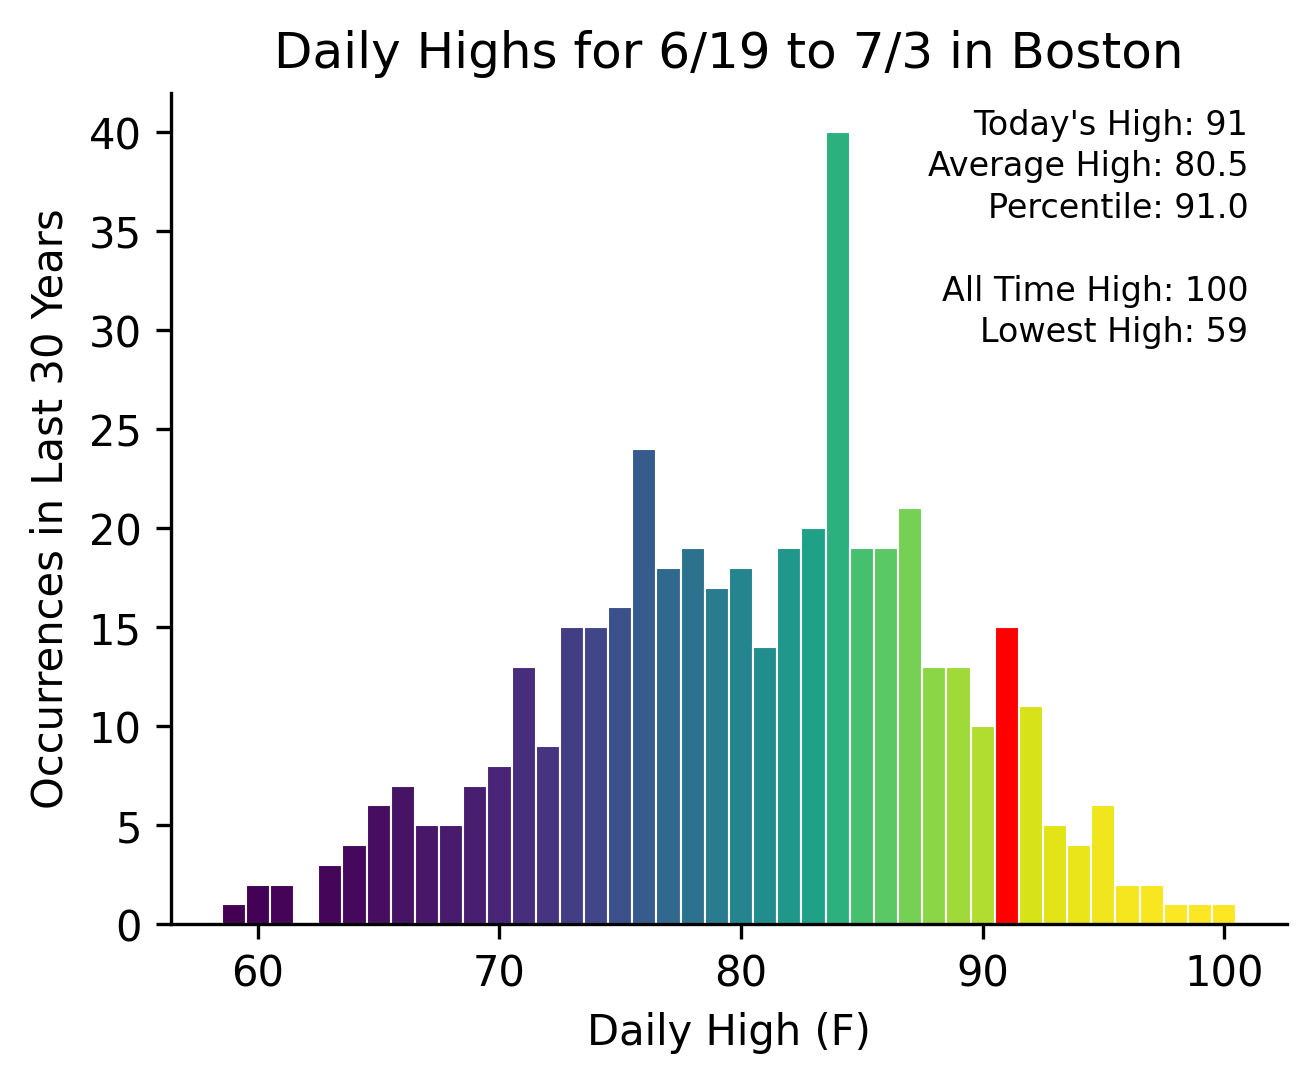 Daily Highs for 6/19 to 7/3 in Boston
Today's High: 91
Average High: 80.5
Percentile: 91.0
All Time High: 100
Lowest High: 59
Occurrences in Last 30 Years
40
35
30
25
20
15
10
5
0
60 70 80 90 100
Daily High (F)